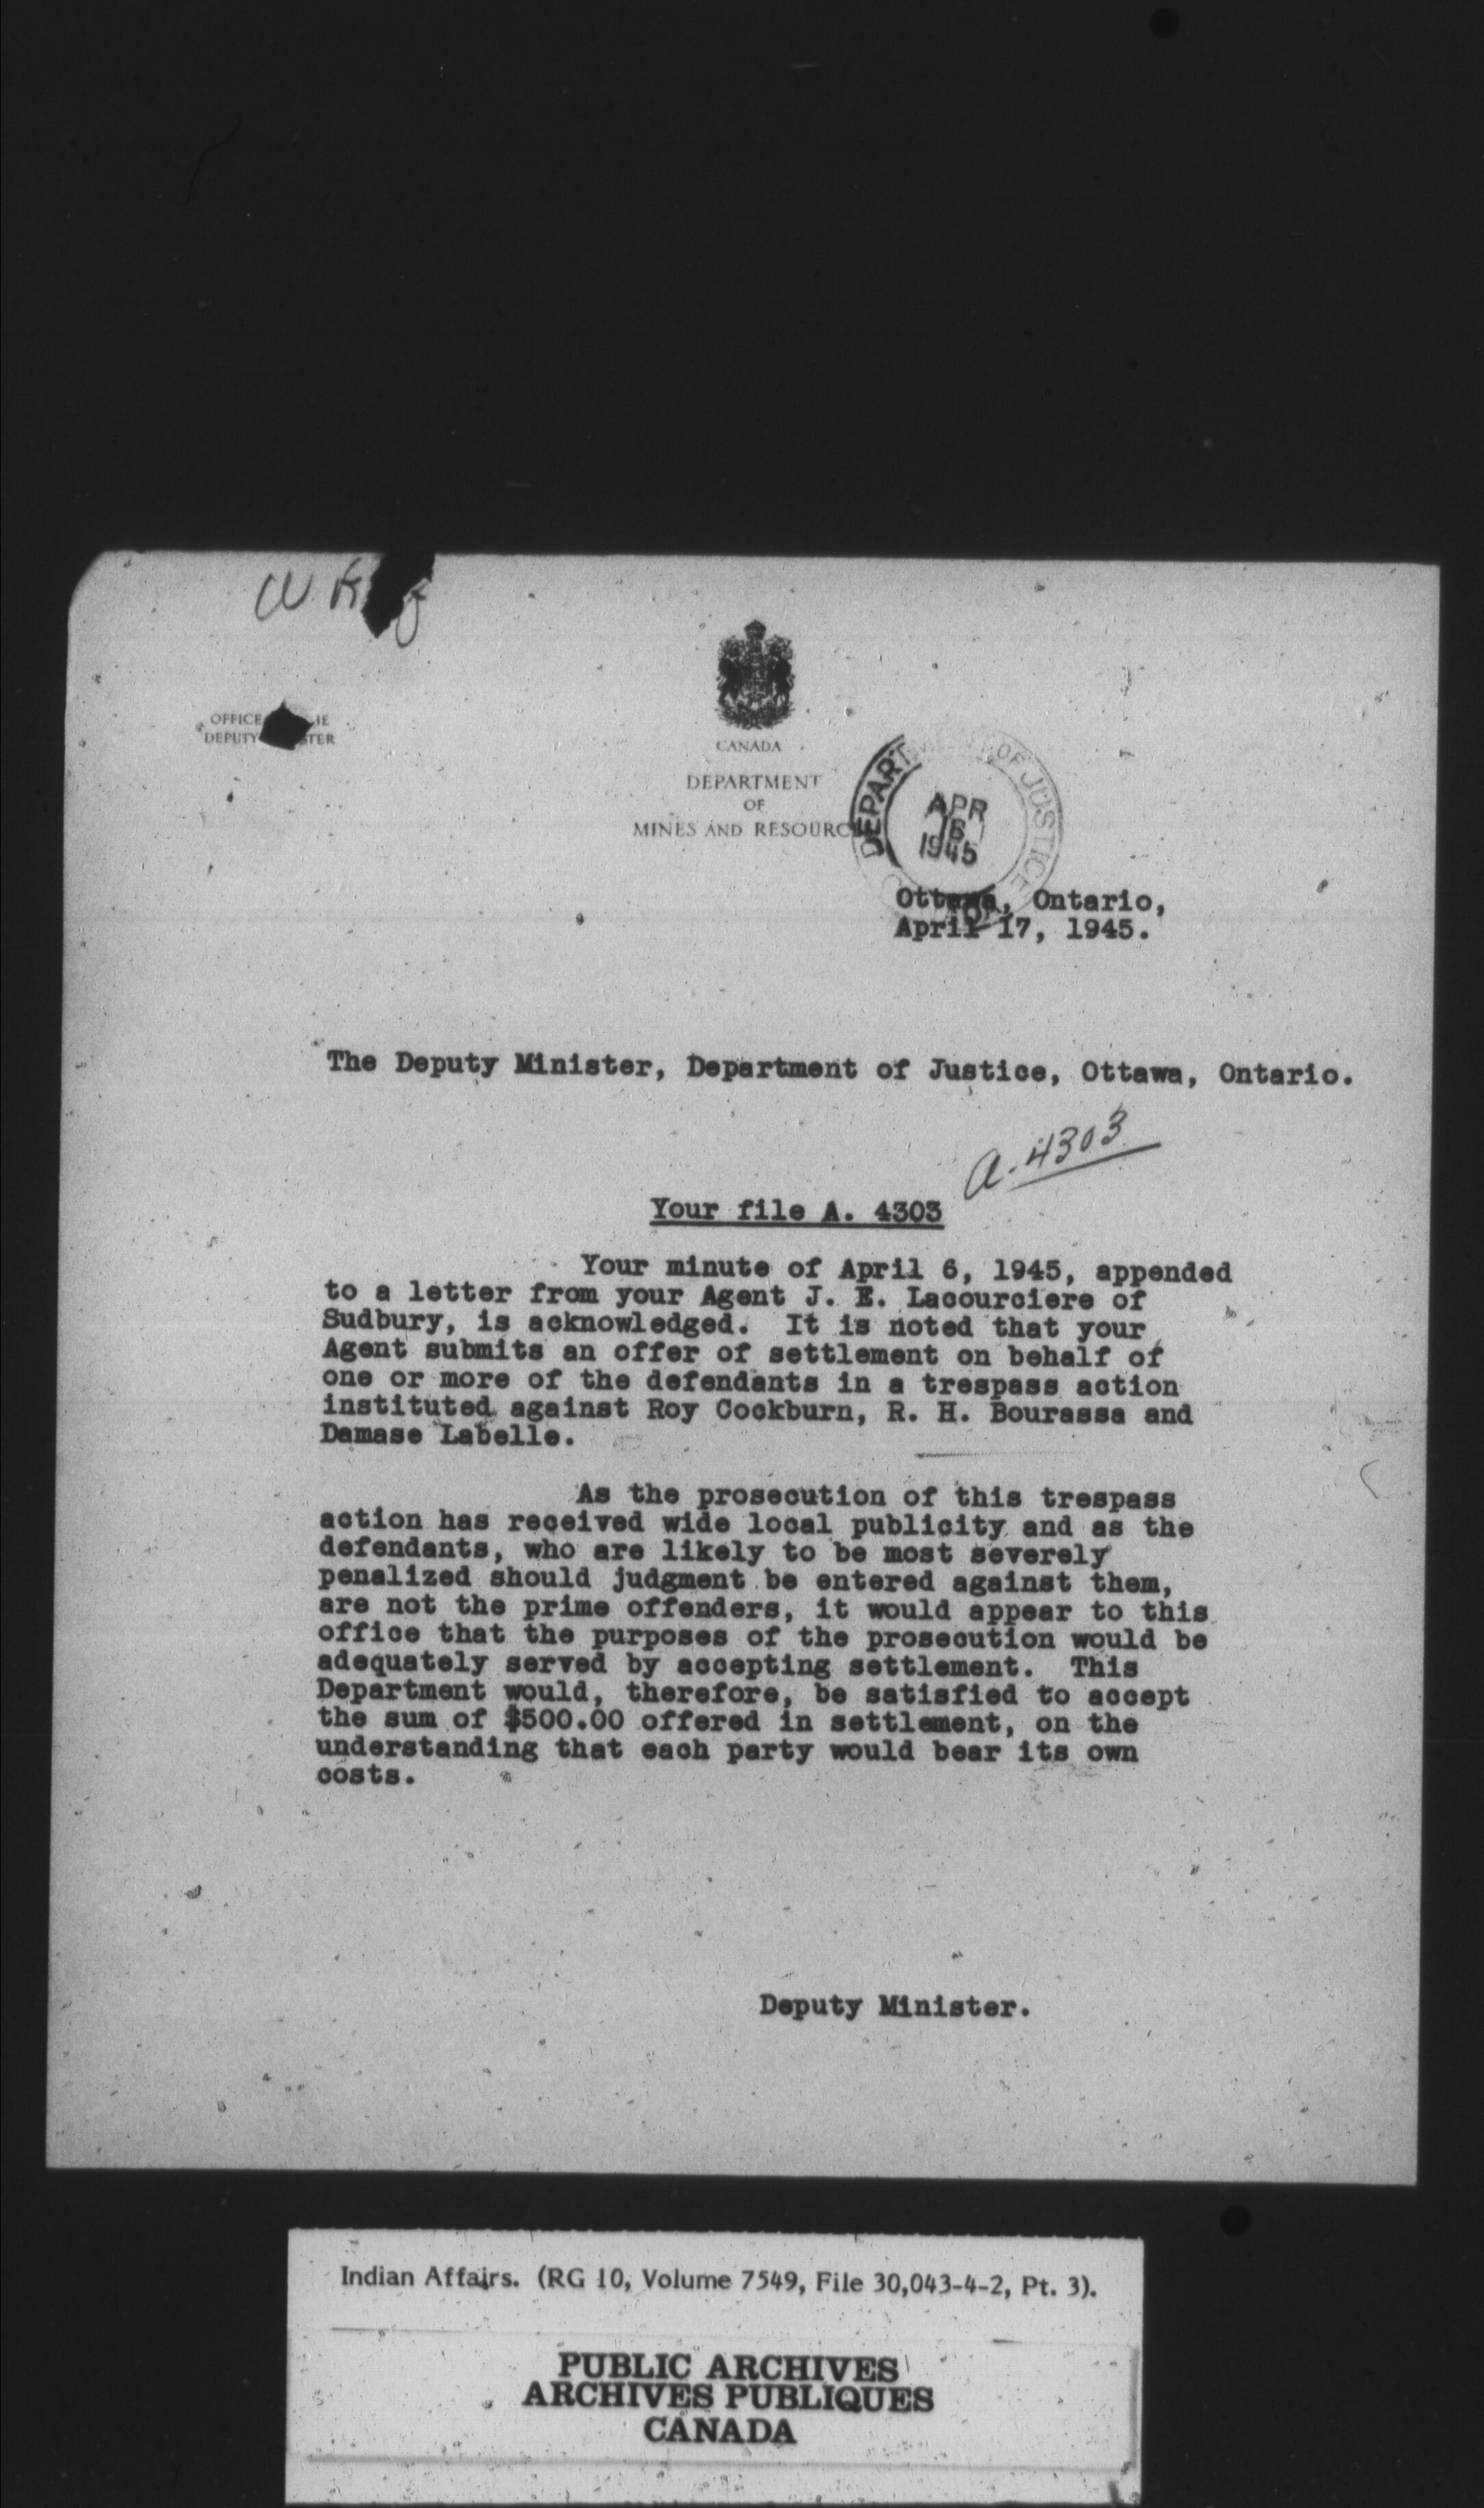 OFFICE
DEPUTY
CANADA
DEPARTMENT
OF
MINES AND RESOURC
DEPART OF JUSTICE
APR
1945
Ottawa, Ontario,
April 17, 1945.
The Deputy Minister, Department of Justice, Ottawa, Ontario.
A. 4303
Your file A. 4303
Your minute of April 6, 1945, appended
to a letter from your Agent J. E. Lacourciere of
Sudbury, is acknowledged. It is noted that your
Agent submits an offer of settlement on behalf of
one or more of the defendants in a trespass action
instituted against Roy Cockburn, R. H. Bourassa and
Damase Labelle.
As the prosecution of this trespass
action has received wide local publicity and as the
defendants, who are likely to be most severely
penalized should judgment be entered against them,
are not the prime offenders, it would appear to this
office that the purposes of the prosecution would be
adequately served by accepting settlement. This
Department would, therefore, be satisfied to accept
the sum of $500.00 offered in settlement, on the
understanding that each party would bear its own
costs.
Deputy Minister.
Indian Affairs. (RG 10, Volume 7549, File 30,043-4-2, Pt. 3).
PUBLIC ARCHIVES
ARCHIVES PUBLIQUES
CANADA